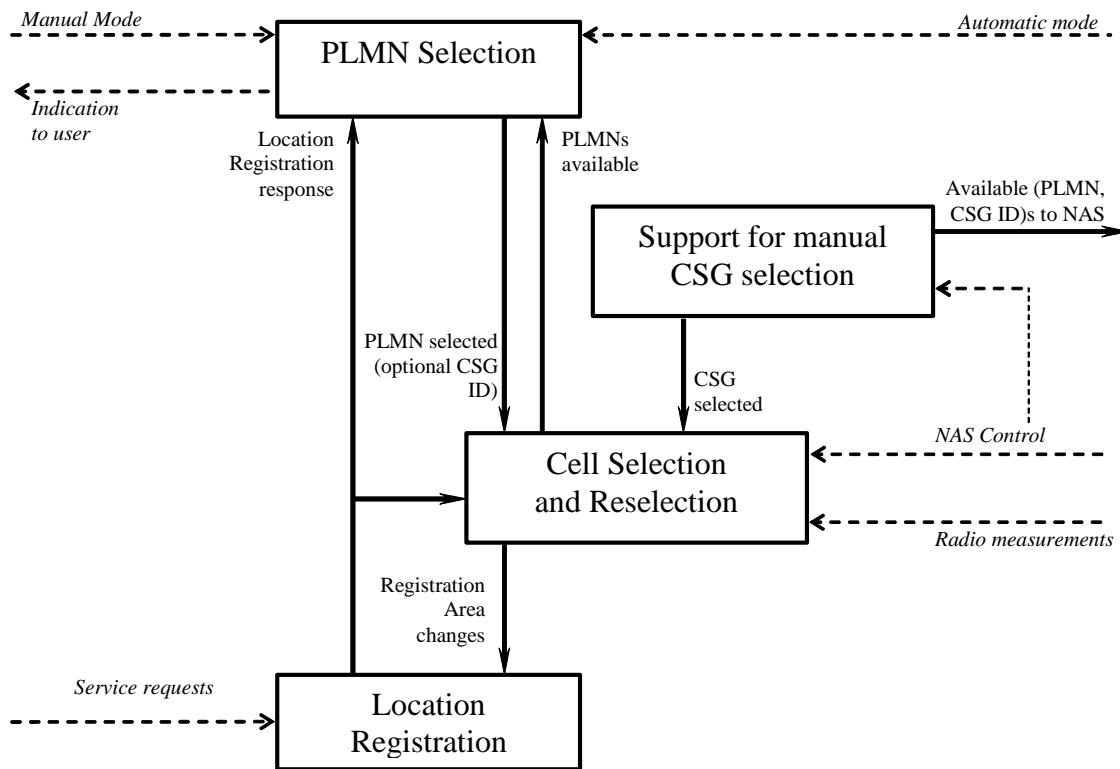 Manual Mode
Automatic mode
PLMN Selection
Indication
to user
Location
Registration
response
PLMNs
available
Available (PLMN,
CSG ID)s to NAS
Support for manual
CSG selection
PLMN selected
(optional CSG
ID)
CSG
selected
NAS Control
Cell Selection
and Reselection
Radio measurements
Registration
Area
changes
Service requests
Location
Registration